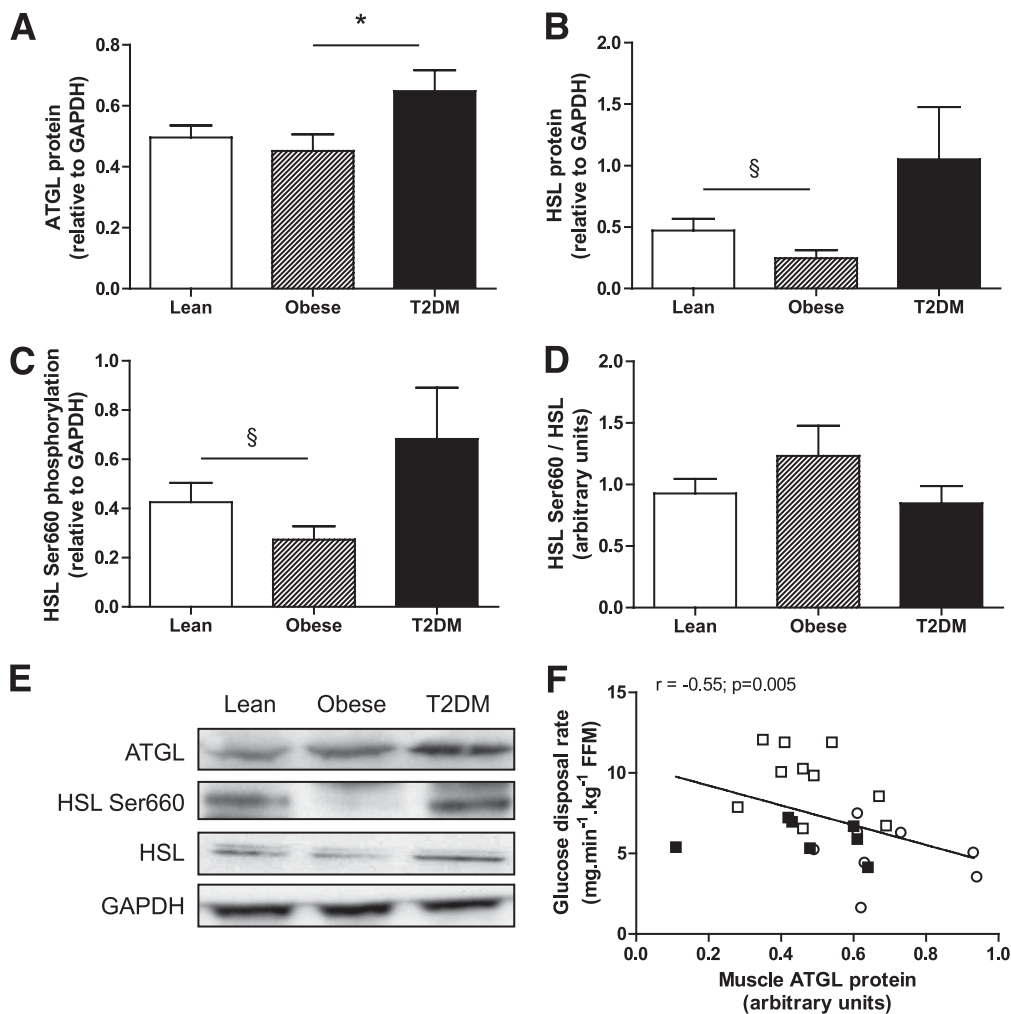 A
ATGL protein
(relative to GAPDH)
0.8
0.6
0.4
0.2
0.0
*
Lean Obese T2DM
B
HSL protein
(relative to GAPDH)
2.0
1.5
1.0
0.5
0.0
§
Lean Obese T2DM
C
HSL Ser660 phosphorylation
(relative to GAPDH)
1.0
0.8
0.6
0.4
0.2
0.0
§
Lean Obese T2DM
D
HSL Ser660 / HSL
(arbitrary units)
2.0
1.5
1.0
0.5
0.0
Lean Obese T2DM
E
Lean Obese T2DM
ATGL
HSL Ser660
HSL
GAPDH
F
r = -0.55; p=0.005
Glucose disposal rate
(mg.min⁻¹.kg⁻¹ FFM)
15
10
5
0
0.0 0.2 0.4 0.6 0.8 1.0
Muscle ATGL protein
(arbitrary units)